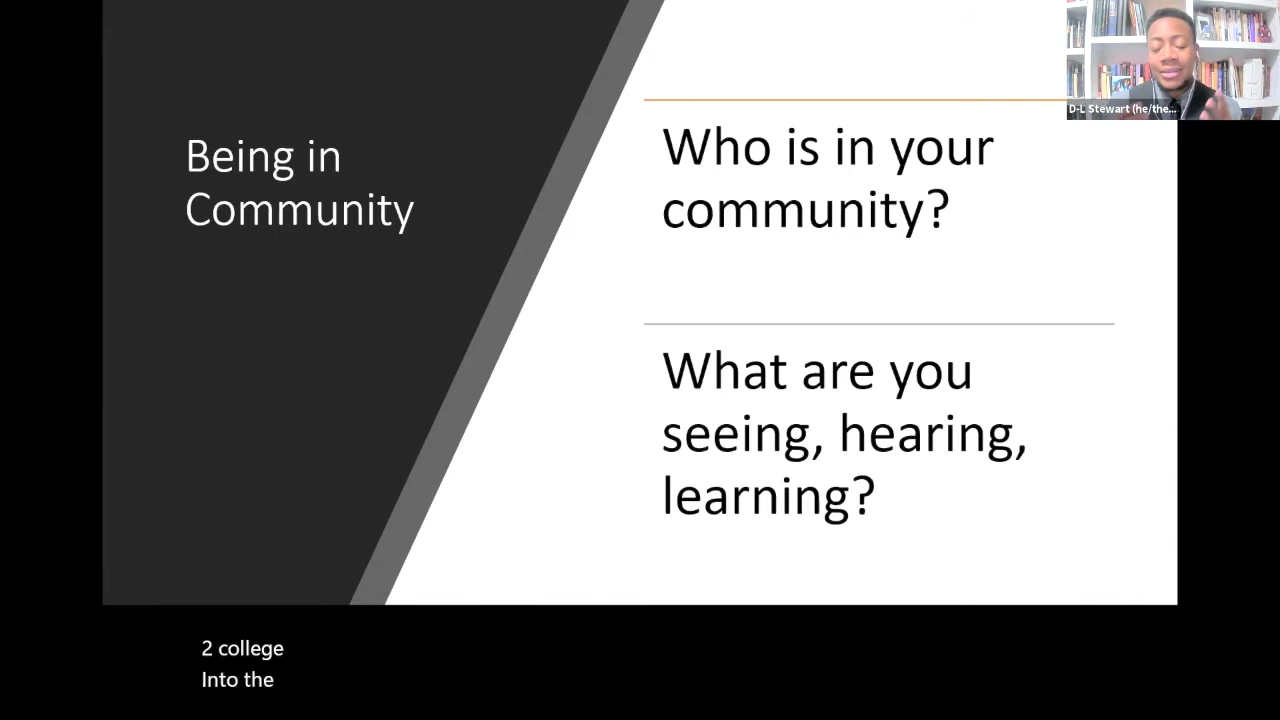 Being in
Community
Who is in your
community?
What are you
seeing, hearing,
learning?
D-L Stewart (he/the...
2 college
Into the